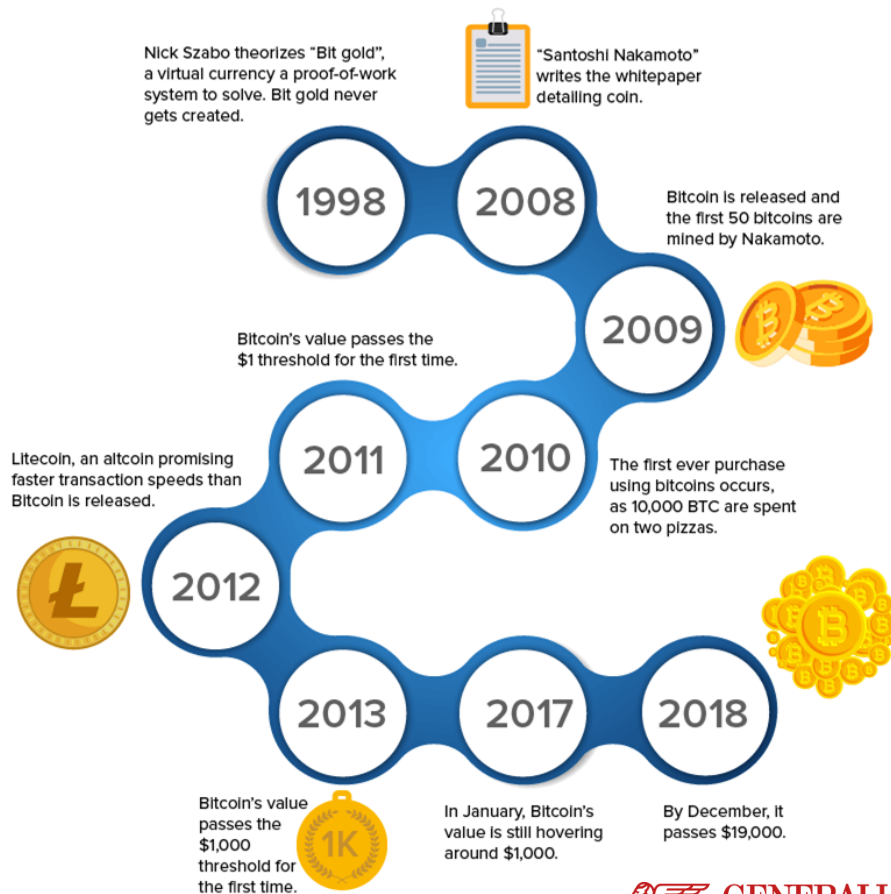 Nick Szabo theorizes “Bit gold”,
a virtual currency a proof-of-work
system to solve. Bit gold never
gets created.
“Santoshi Nakamoto”
writes the whitepaper
detailing coin.
1998
2008
Bitcoin is released and
the first 50 bitcoins are
mined by Nakamoto.
2009
Bitcoin’s value passes the
$1 threshold for the first time.
2011
2010
The first ever purchase
using bitcoins occurs,
as 10,000 BTC are spent
on two pizzas.
Litecoin, an altcoin promising
faster transaction speeds than
Bitcoin is released.
2012
2013
2017
2018
Bitcoin’s value
passes the
$1,000
threshold for
the first time.
1K
In January, Bitcoin’s
value is still hovering
around $1,000.
By December, it
passes $19,000.
GENERALI